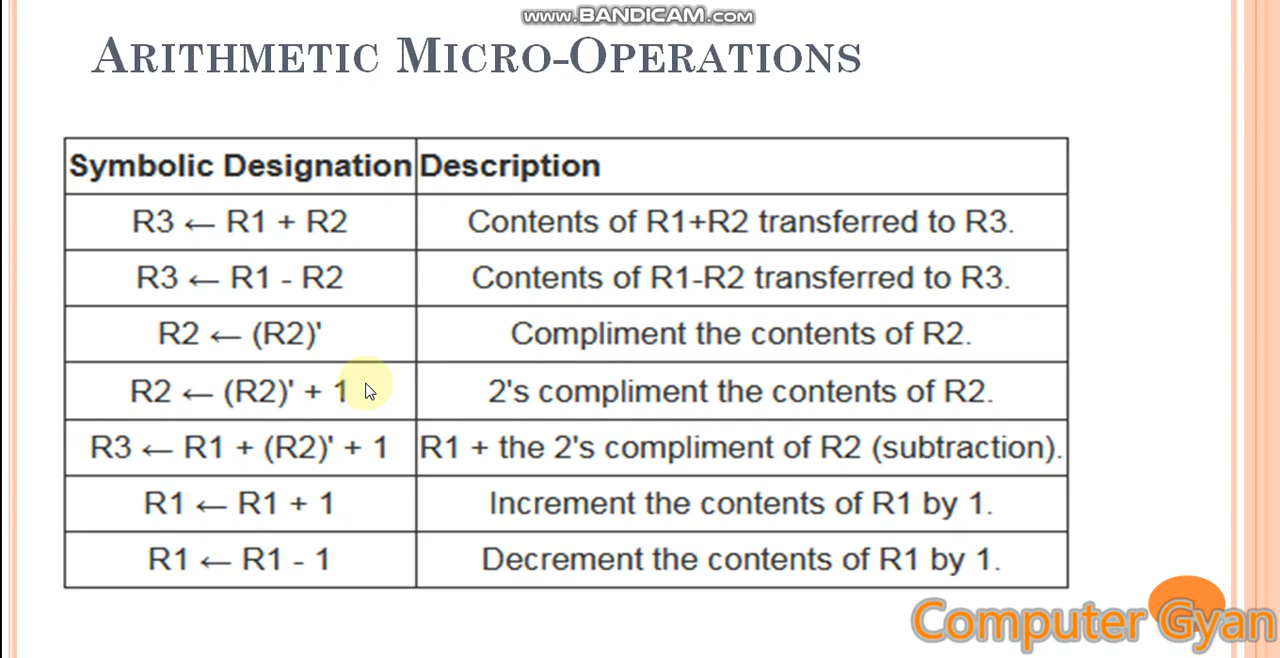 www.BANDICAM.com
ARITHMETIC MICRO-OPERATIONS
Symbolic Designation Description
R3 ← R1 + R2 Contents of R1+R2 transferred to R3.
R3 ← R1 - R2 Contents of R1-R2 transferred to R3.
R2 ← (R2)' Compliment the contents of R2.
R2 ← (R2)' + 1 2's compliment the contents of R2.
R3 ← R1 + (R2)' + 1 R1 + the 2's compliment of R2 (subtraction).
R1 ← R1 + 1 Increment the contents of R1 by 1.
R1 ← R1 - 1 Decrement the contents of R1 by 1.
Computer Gyan